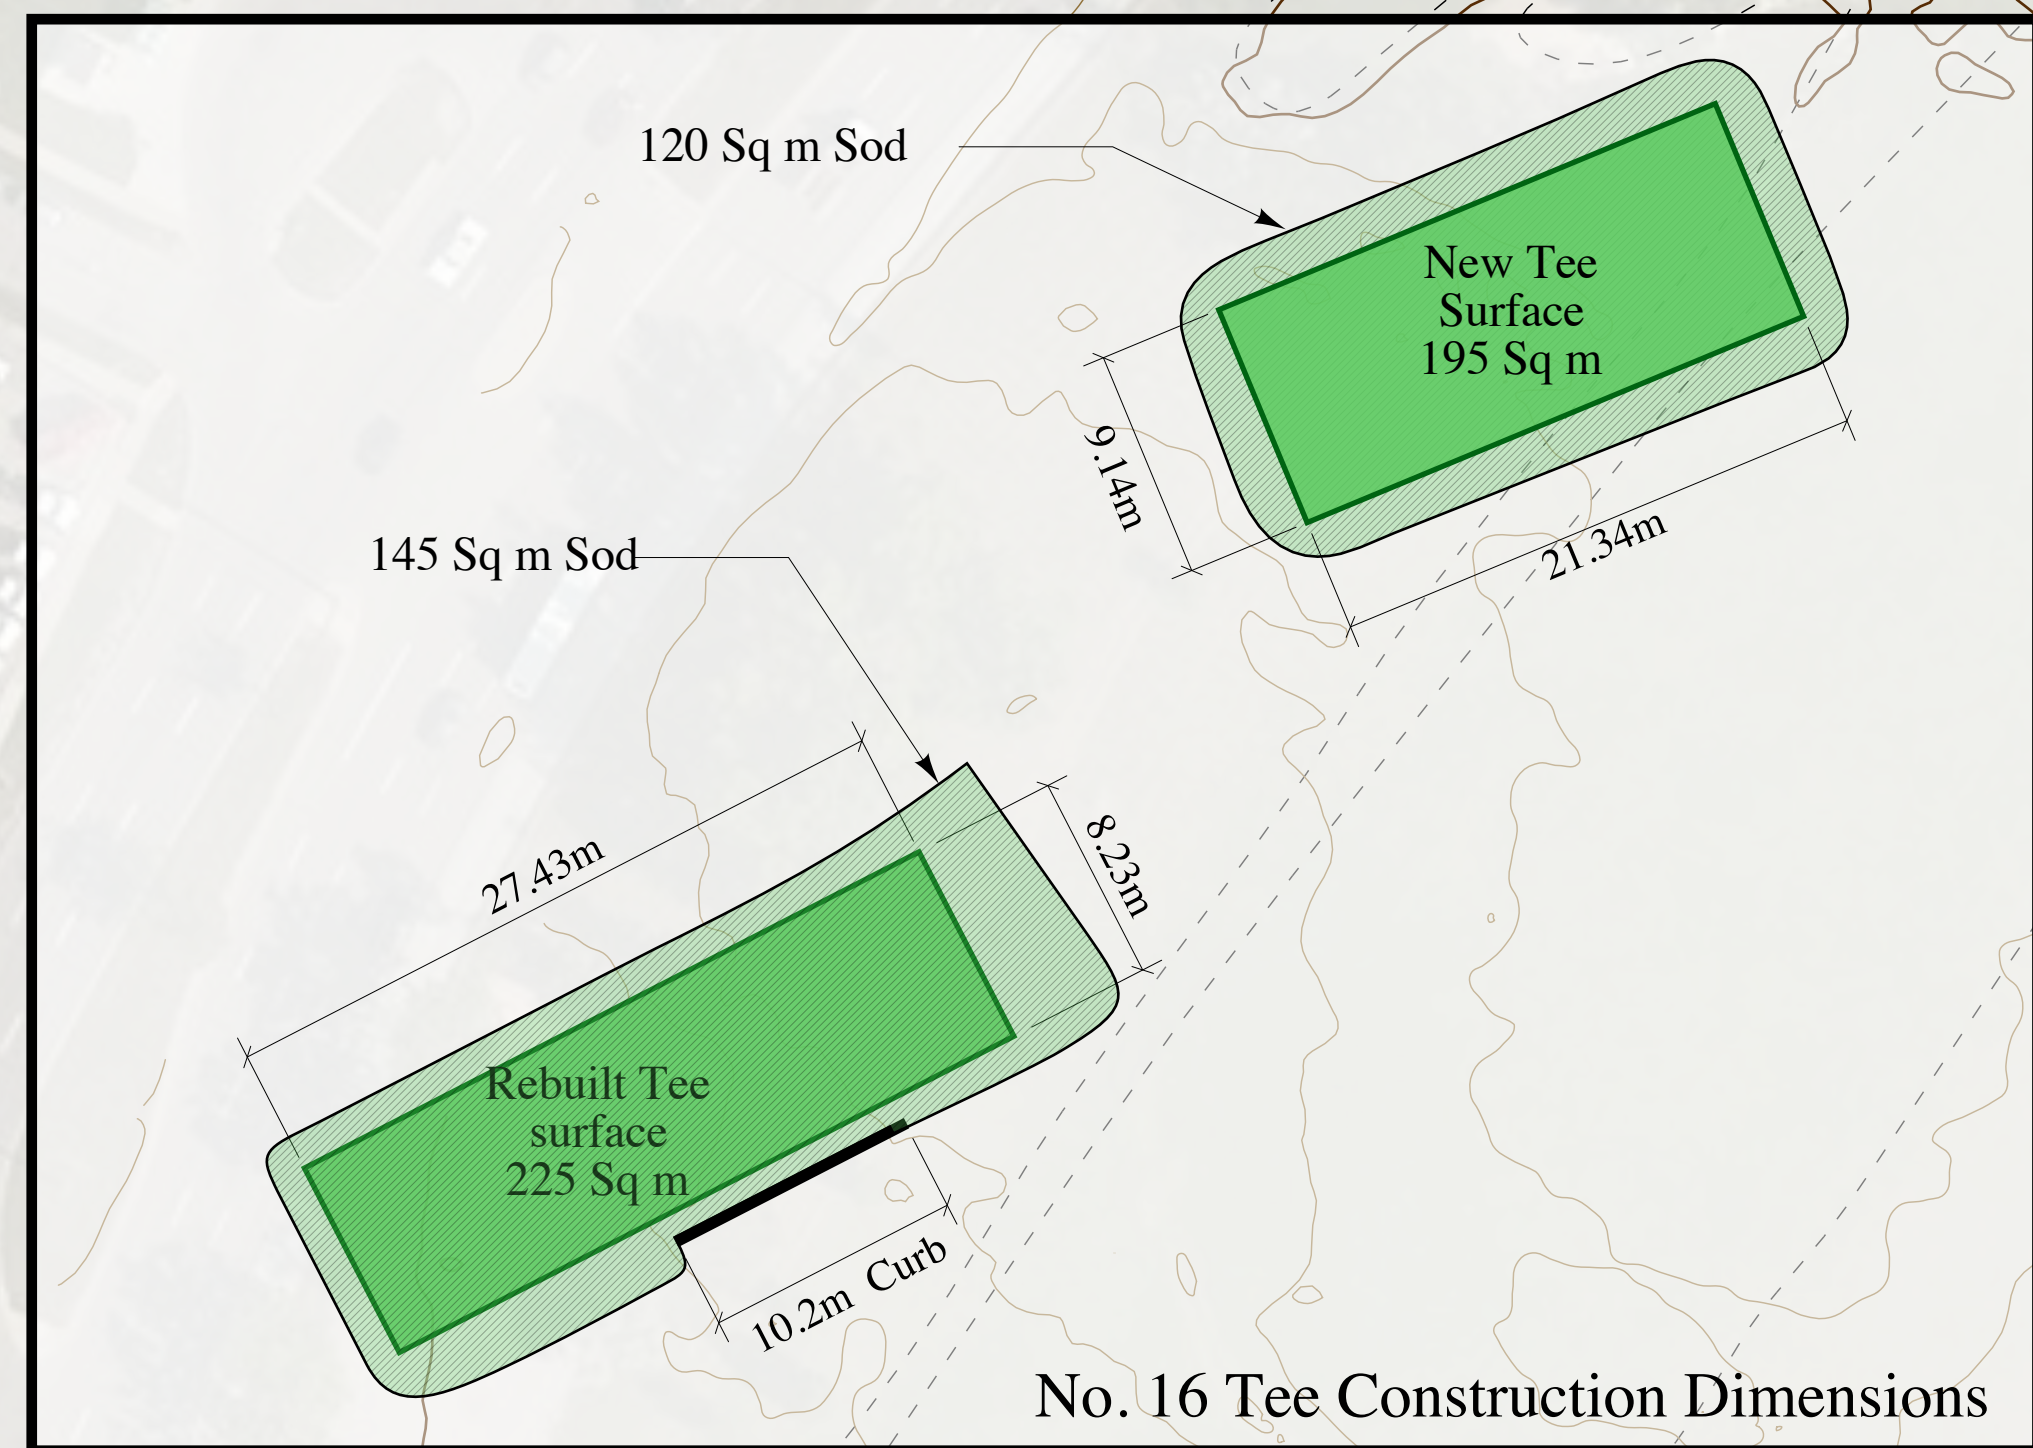 120 Sq m Sod
New Tee
Surface
195 Sq m
9.14m
21.34m
145 Sq m Sod
27.43m
8.23m
Rebuilt Tee
surface
225 Sq m
10.2m Curb
No. 16 Tee Construction Dimensions